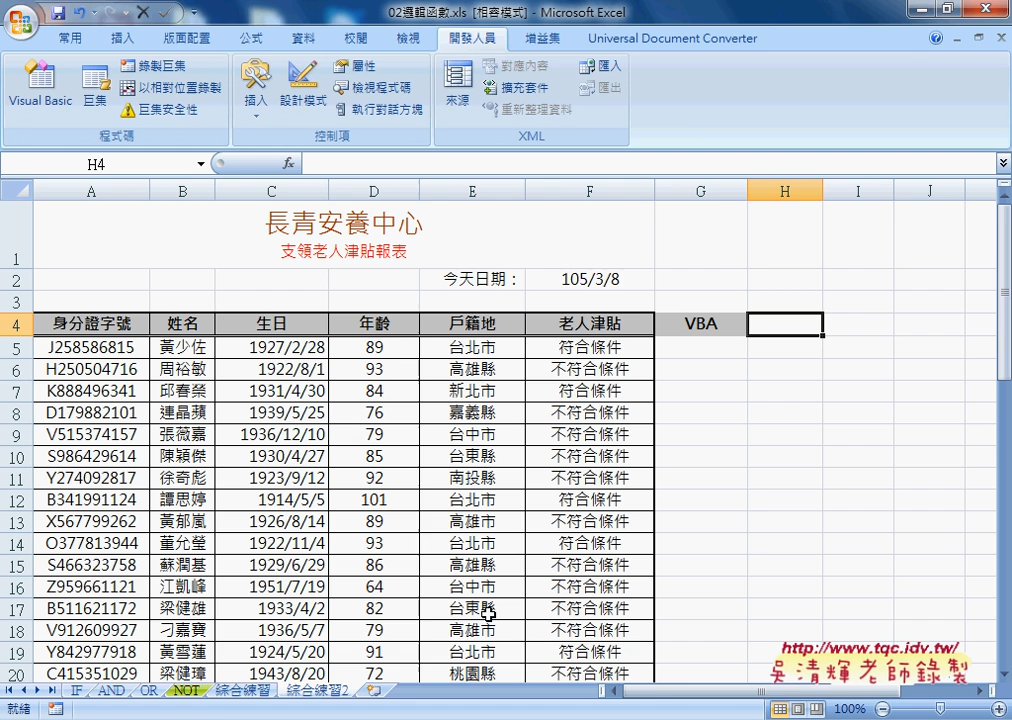 02邏輯函數.xls [相容模式] - Microsoft Excel
常用 插入 版面配置 公式 資料 校閱 檢視 開發人員 增益集 Universal Document Converter
Visual Basic 巨集 錄製巨集 以相對位置錄製 巨集安全性 程式碼
插入 設計模式 屬性 檢視程式碼 執行對話方塊 控制項
來源 對應內容 擴充套件 重新整理資料 匯入 匯出 XML
H4 fx
A B C D E F G H I J
1 長青安養中心
支領老人津貼報表
2 今天日期： 105/3/8
3
4 身分證字號 姓名 生日 年齡 戶籍地 老人津貼 VBA
5 J258586815 黃少佐 1927/2/28 89 台北市 符合條件
6 H250504716 周裕敏 1922/8/1 93 高雄縣 不符合條件
7 K888496341 邱春榮 1931/4/30 84 新北市 符合條件
8 D179882101 連晶蘋 1939/5/25 76 嘉義縣 不符合條件
9 V515374157 張薇嘉 1936/12/10 79 台中市 不符合條件
10 S986429614 陳穎傑 1930/4/27 85 台東縣 不符合條件
11 Y274092817 徐奇彪 1923/9/12 92 南投縣 不符合條件
12 B341991124 譚思婷 1914/5/5 101 台北市 符合條件
13 X567799262 黃郁嵐 1926/8/14 89 高雄市 不符合條件
14 O377813944 董允瑩 1922/11/4 93 台北市 符合條件
15 S466323758 蘇潤基 1929/6/29 86 高雄縣 不符合條件
16 Z959661121 江凱峰 1951/7/19 64 台中市 不符合條件
17 B511621172 梁健雄 1933/4/2 82 台東縣 不符合條件
18 V912609927 刁嘉寶 1936/5/7 79 高雄市 不符合條件
19 Y842977918 黃雪蓮 1924/5/20 91 台北市 符合條件
20 C415351029 梁健璋 1943/8/20 72 桃園縣 不符合條件
http://www.tqc.idv.tw/
吳清輝老師錄製
IF AND OR NOT 綜合練習 綜合練習2
就緒 100%